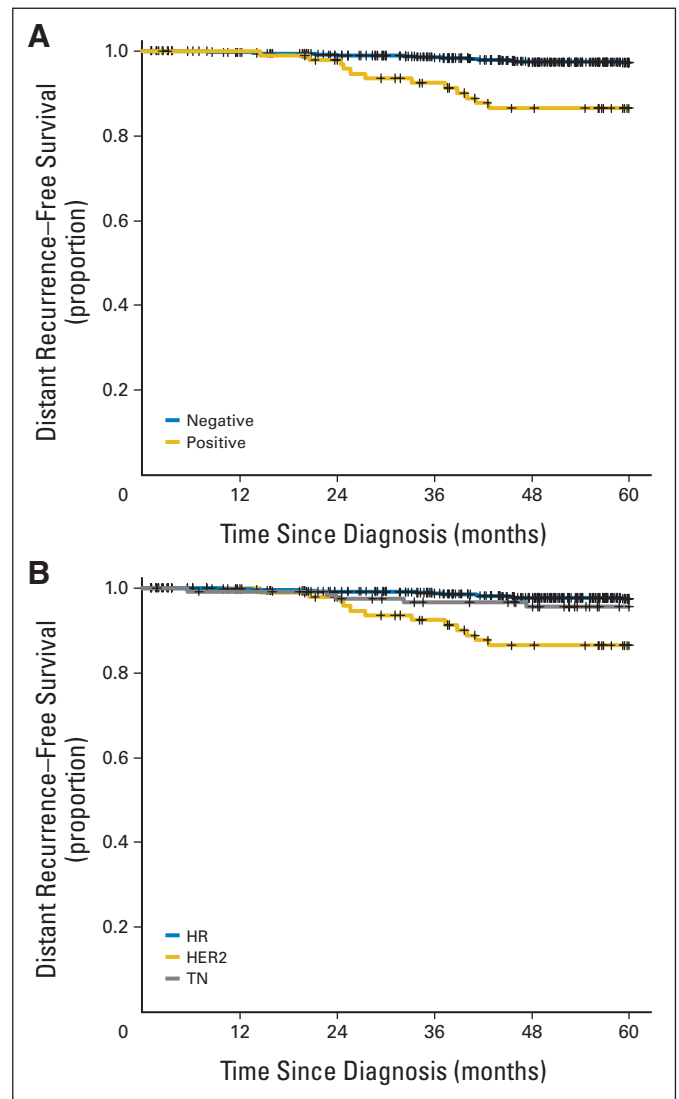 A
1.0
0.8
0.6
0.4
0.2
Distant Recurrence–Free Survival
(proportion)
Negative
Positive
0 12 24 36 48 60
Time Since Diagnosis (months)
B
1.0
0.8
0.6
0.4
0.2
Distant Recurrence–Free Survival
(proportion)
HR
HER2
TN
0 12 24 36 48 60
Time Since Diagnosis (months)